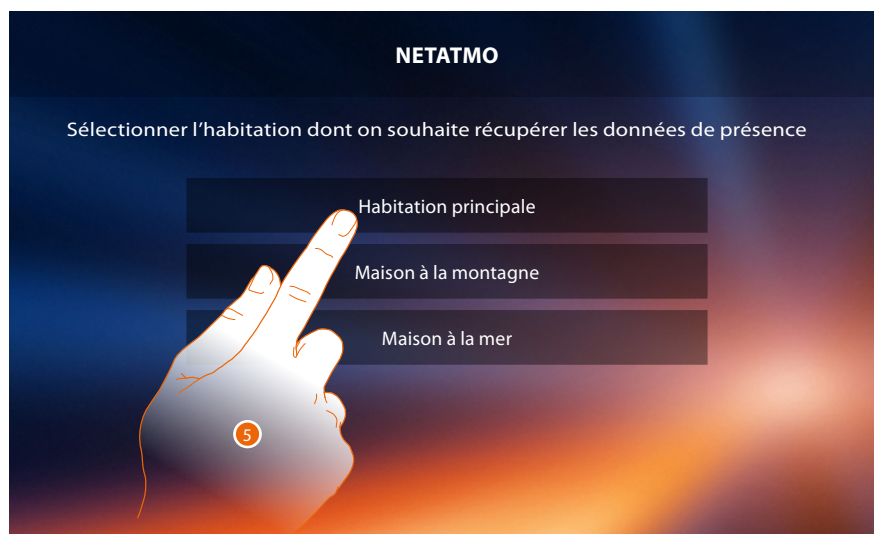 NETATMO
Sélectionner l'habitation dont on souhaite récupérer les données de présence
Habitation principale
Maison à la montagne
Maison à la mer
5